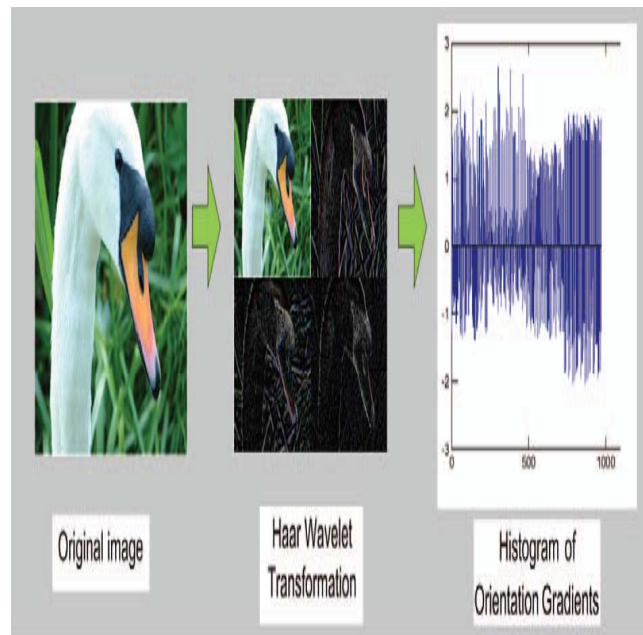 3
2
1
0
-1
-2
-3
0 500 1000
Original image
Haar Wavelet
Transformation
Histogram of
Orientation Gradients